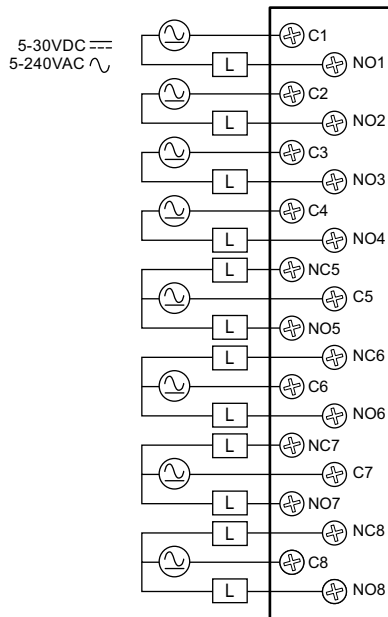 5-30VDC
5-240VAC
C1
L
NO1
C2
L
NO2
C3
L
NO3
C4
L
NO4
L
NC5
C5
L
NO5
L
NC6
C6
L
NO6
L
NC7
C7
L
NO7
L
NC8
C8
L
NO8